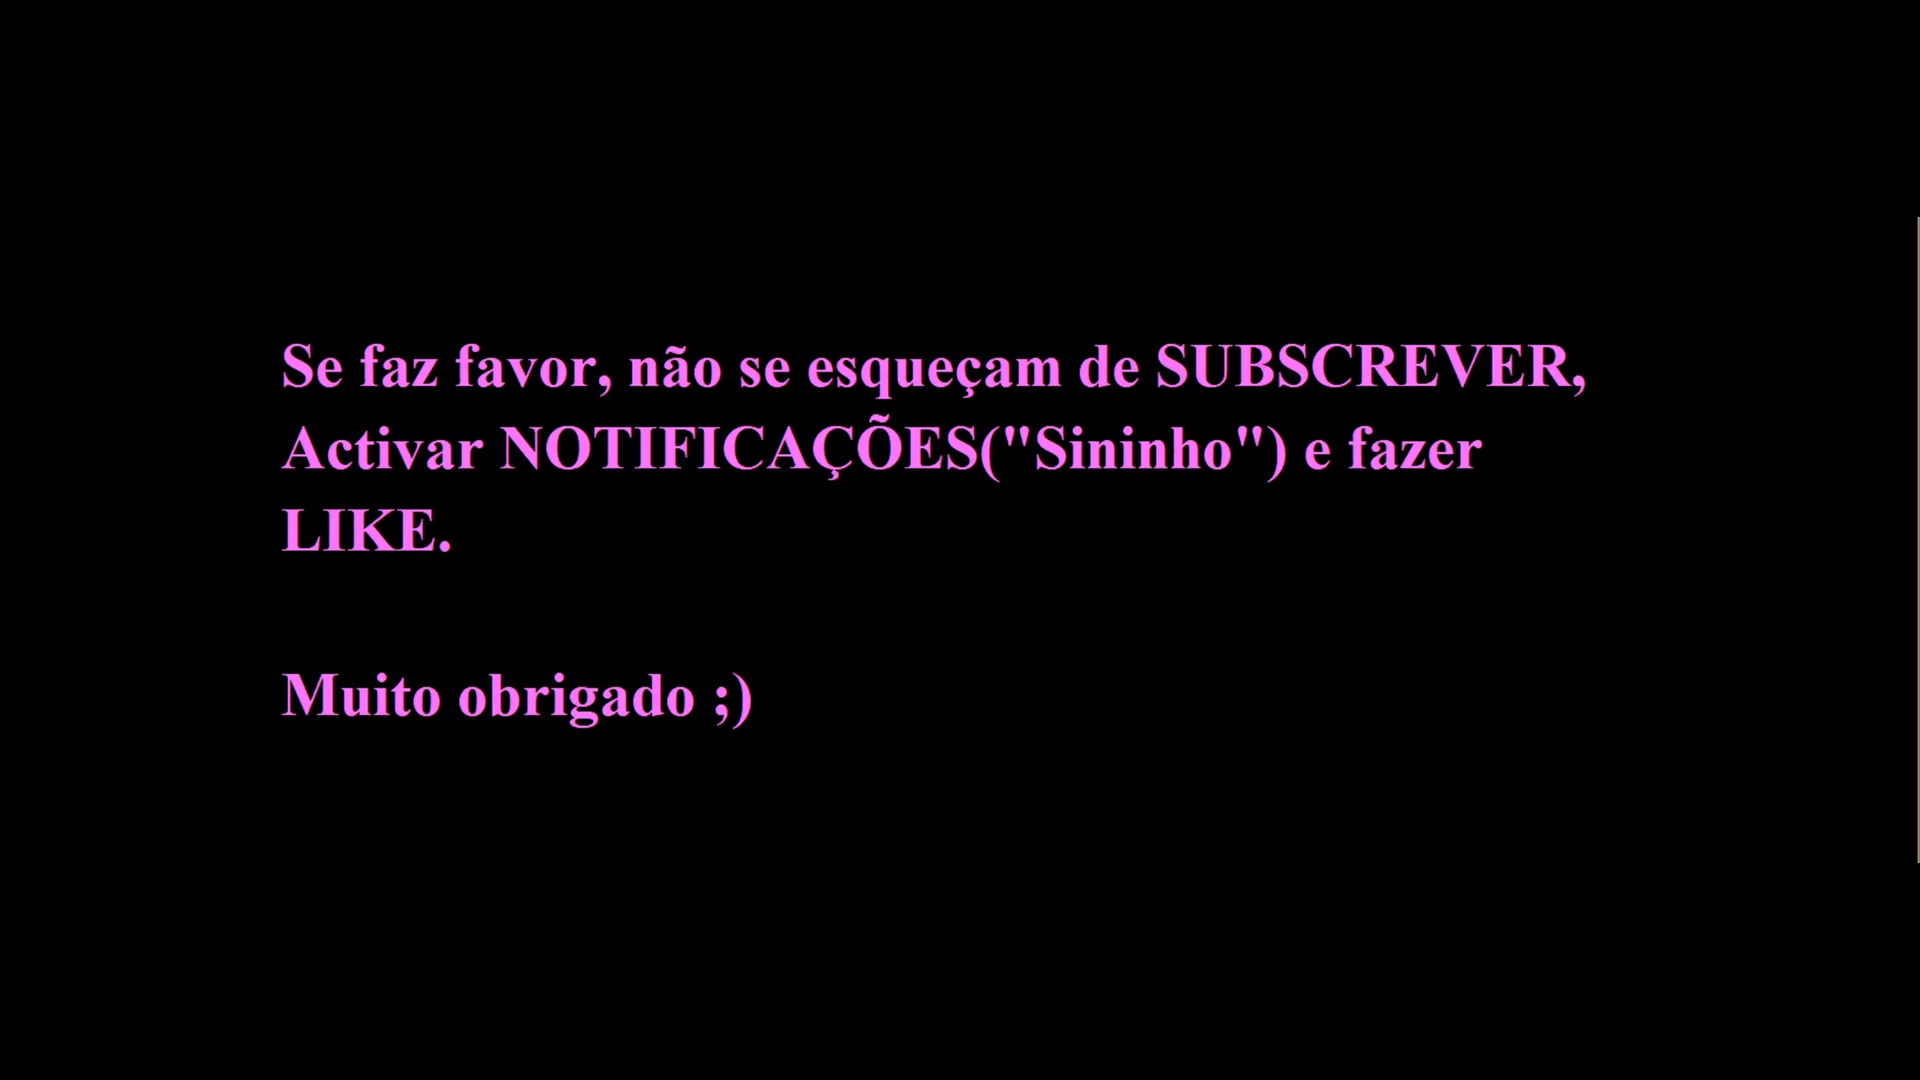 Se faz favor, não se esqueçam de SUBSCREVER,
Activar NOTIFICAÇÕES("Sininho") e fazer
LIKE.
Muito obrigado ;)